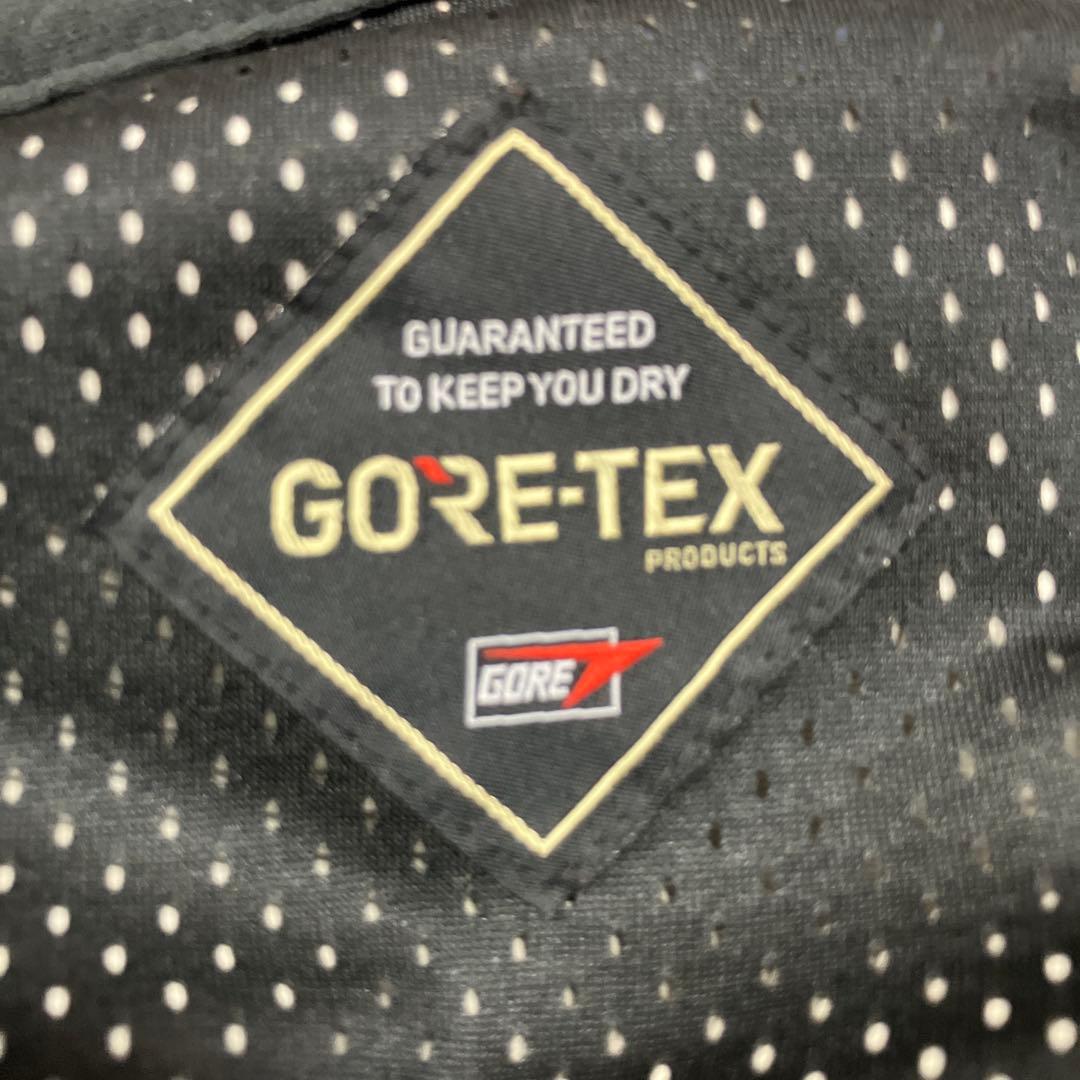 GUARANTEED
TO KEEP YOU DRY
GORE-TEX
PRODUCTS
GORE